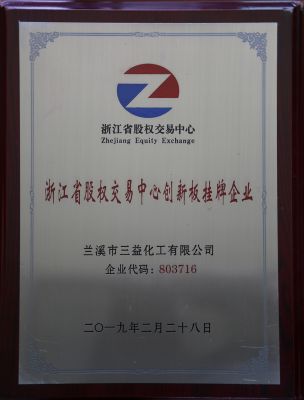 浙江省股权交易中心
Zhejiang Equity Exchange
浙江省股权交易中心创新板挂牌企业
兰溪市三益化工有限公司
企业代码：803716
二〇一九年二月二十八日